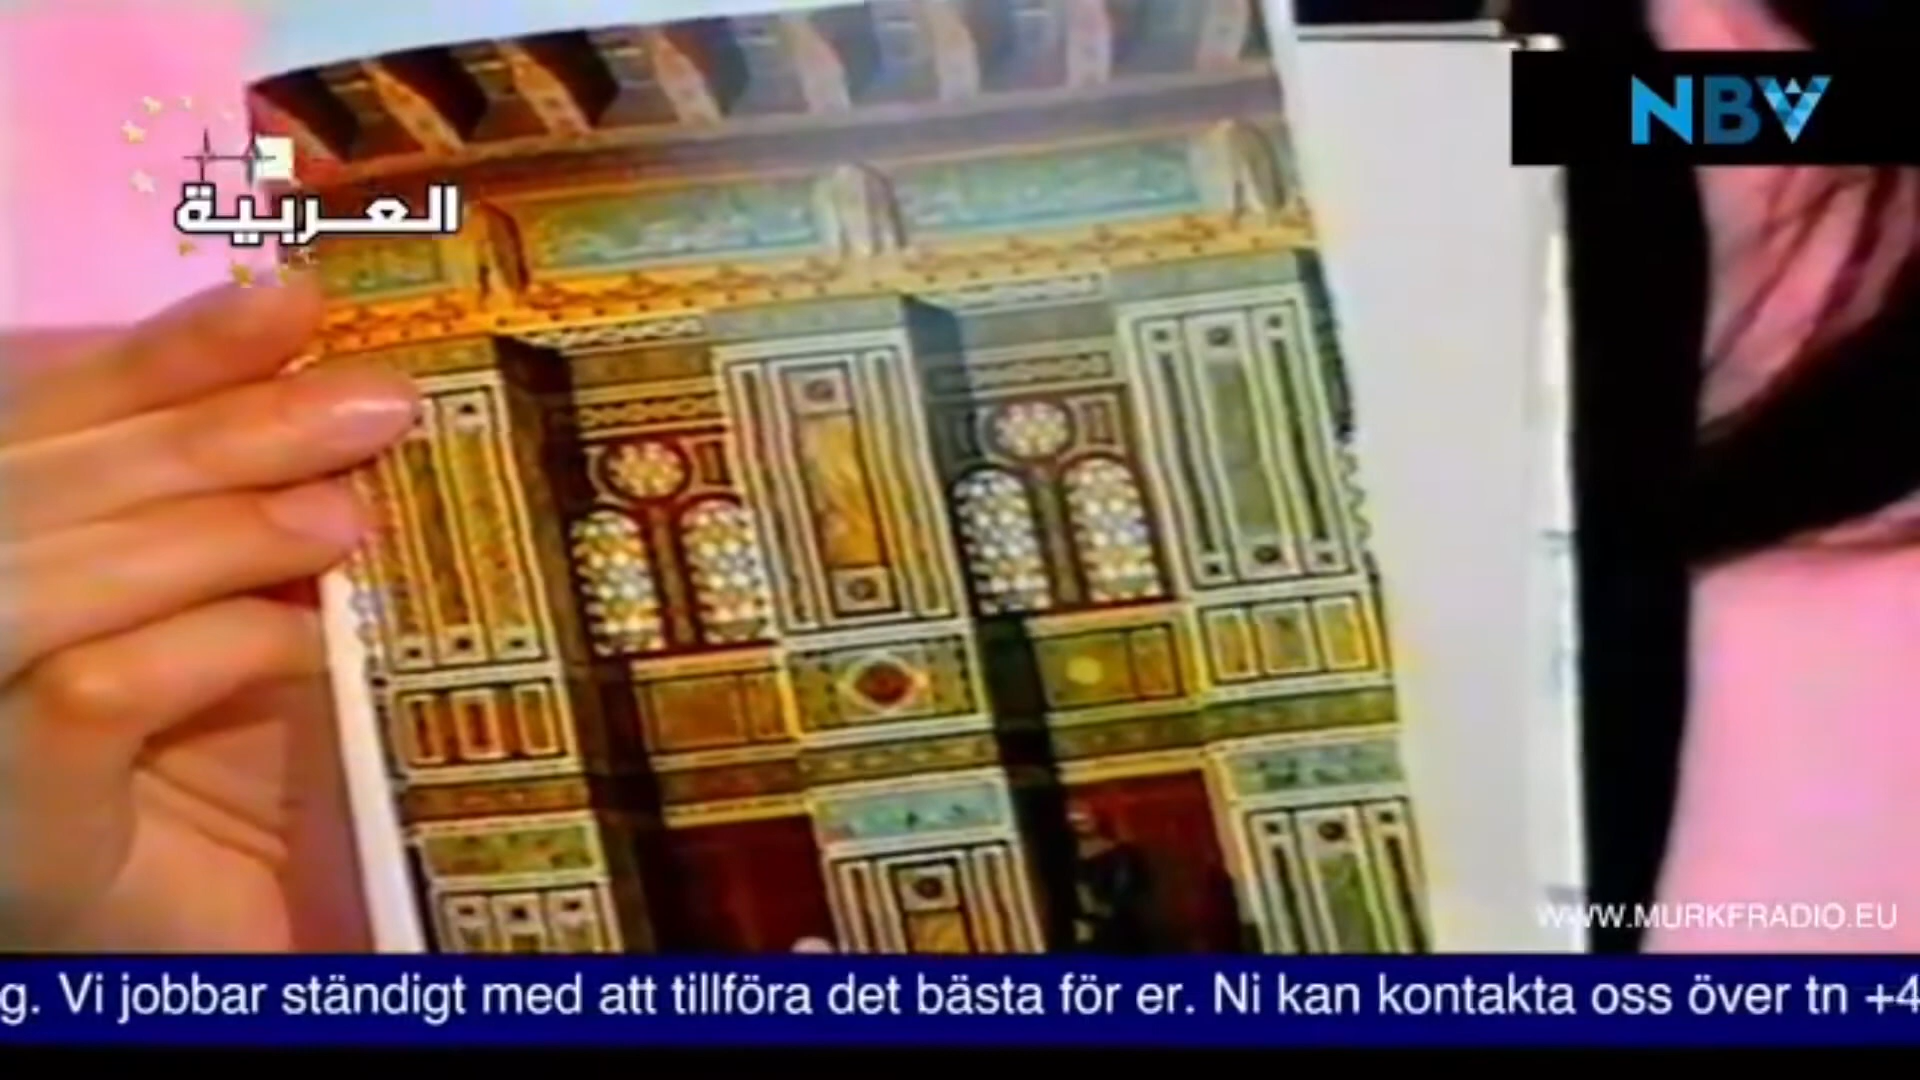 NBV
العربية
WWW.MURKFRADIO.EU
g. Vi jobbar ständigt med att tillföra det bästa för er. Ni kan kontakta oss över tn +4